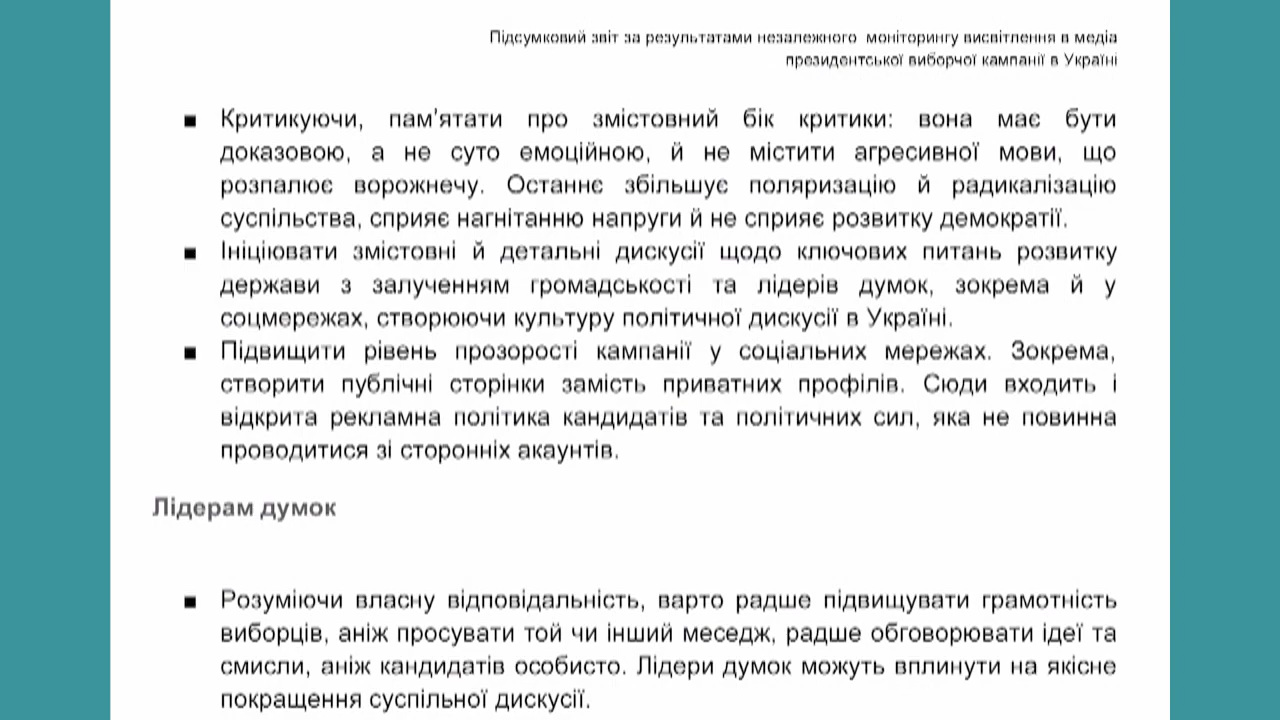 Підсумковий звіт за результатами незалежного моніторингу висвітлення в медіа
президентської виборчої кампанії в Україні
▪ Критикуючи, пам'ятати про змістовний бік критики: вона має бути
доказовою, а не суто емоційною, й не містити агресивної мови, що
розпалює ворожнечу. Останнє збільшує поляризацію й радикалізацію
суспільства, сприяє нагнітанню напруги й не сприяє розвитку демократії.
▪ Ініціювати змістовні й детальні дискусії щодо ключових питань розвитку
держави з залученням громадськості та лідерів думок, зокрема й у
соцмережах, створюючи культуру політичної дискусії в Україні.
▪ Підвищити рівень прозорості кампанії у соціальних мережах. Зокрема,
створити публічні сторінки замість приватних профілів. Сюди входить і
відкрита рекламна політика кандидатів та політичних сил, яка не повинна
проводитися зі сторонніх акаунтів.
Лідерам думок
▪ Розуміючи власну відповідальність, варто радше підвищувати грамотність
виборців, аніж просувати той чи інший меседж, радше обговорювати ідеї та
смисли, аніж кандидатів особисто. Лідери думок можуть вплинути на якісне
покращення суспільної дискусії.